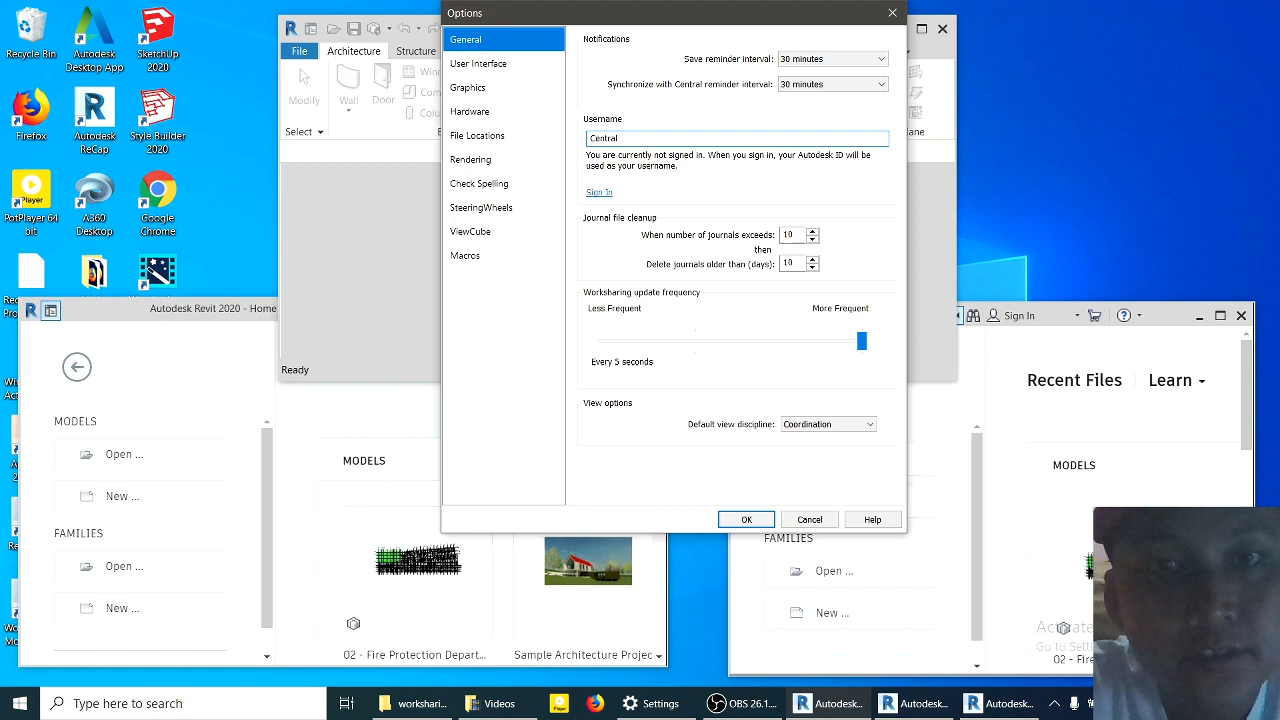 Options
General
User Interface
Graphics
Hardware
File Locations
Rendering
Check Spelling
SteeringWheels
ViewCube
Macros
Notifications
Save reminder interval: 30 minutes
Synchronize with Central reminder interval: 30 minutes
Username
Central
You are currently not signed in. When you sign in, your Autodesk ID will be
used as your username.
Sign In
Journal file cleanup
When number of journals exceeds: 10
then
Delete journals older than (days): 10
Worksharing update frequency
Less Frequent More Frequent
Every 5 seconds
View options
Default view discipline: Coordination
OK Cancel Help
Recycle Bin
Autodesk
Desktop App
SketchUp
2020
Firefox
Autodesk
ReCap
Style Builder
2020
PotPlayer 64
bit
A360
Desktop
Google
Chrome
File Architecture Structure
Modify
Wall
Door
Select
Ready
Autodesk Revit 2020 - Home
MODELS
Open ...
New ...
FAMILIES
Open ...
New ...
MODELS
02 - Fire Protection Depart...
Sample Architecture Projec
Sign In
Recent Files Learn
MODELS
FAMILIES
Open ...
New ...
02 - Fire
Type here to search
workshari...
Videos
Settings
OBS 26.1....
Autodesk...
Autodesk...
Autodesk...